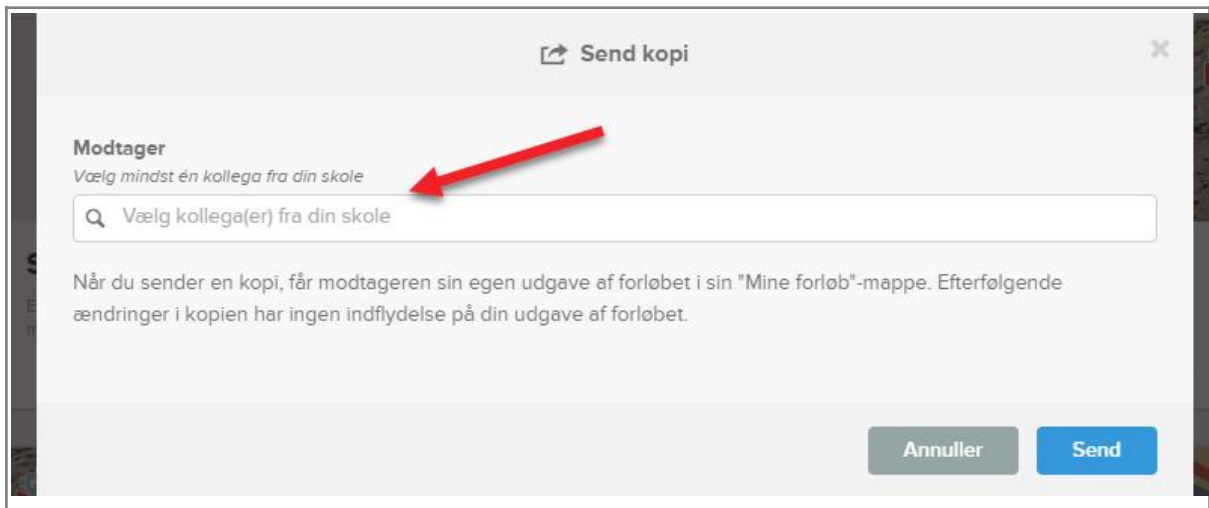 Send kopi
Modtager
Vælg mindst én kollega fra din skole
Vælg kollega(er) fra din skole
Når du sender en kopi, får modtageren sin egen udgave af forløbet i sin "Mine forløb"-mappe. Efterfølgende
ændringer i kopien har ingen indflydelse på din udgave af forløbet.
Annuller
Send